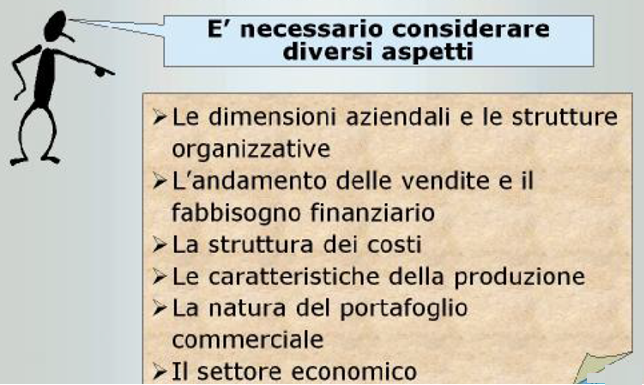 E’ necessario considerare
diversi aspetti
➢Le dimensioni aziendali e le strutture
organizzative
➢L’andamento delle vendite e il
fabbisogno finanziario
➢La struttura dei costi
➢Le caratteristiche della produzione
➢La natura del portafoglio
commerciale
➢Il settore economico